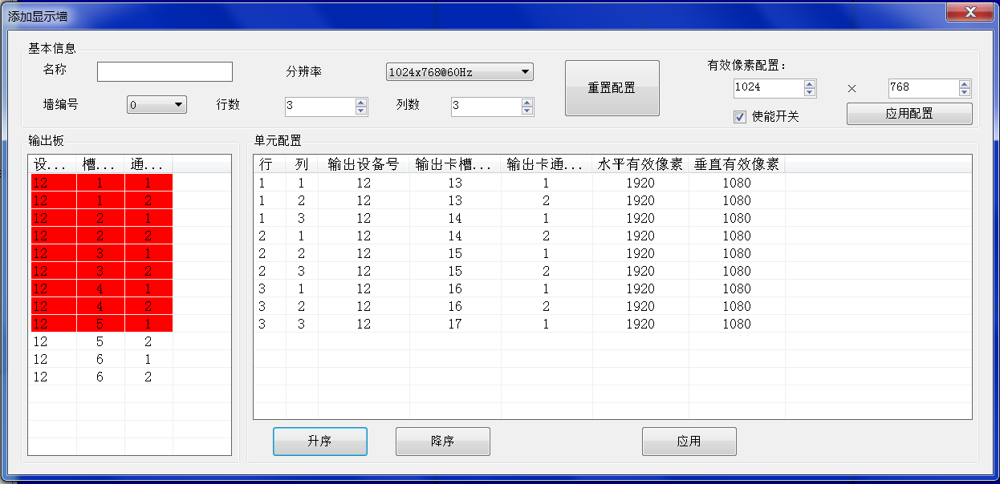 添加显示墙
基本信息
名称 分辨率 1024x768@60Hz 重置配置 有效像素配置：
1024 × 768
墙编号 0 行数 3 列数 3
使能开关 应用配置
输出板 单元配置
设... 槽... 通...
12 1 1
12 1 2
12 2 1
12 2 2
12 3 1
12 3 2
12 4 1
12 4 2
12 5 1
12 5 2
12 6 1
12 6 2
行 列 输出设备号 输出卡槽... 输出卡通... 水平有效像素 垂直有效像素
1 1 12 13 1 1920 1080
1 2 12 13 2 1920 1080
1 3 12 14 1 1920 1080
2 1 12 14 2 1920 1080
2 2 12 15 1 1920 1080
2 3 12 15 2 1920 1080
3 1 12 16 1 1920 1080
3 2 12 16 2 1920 1080
3 3 12 17 1 1920 1080
升序 降序 应用